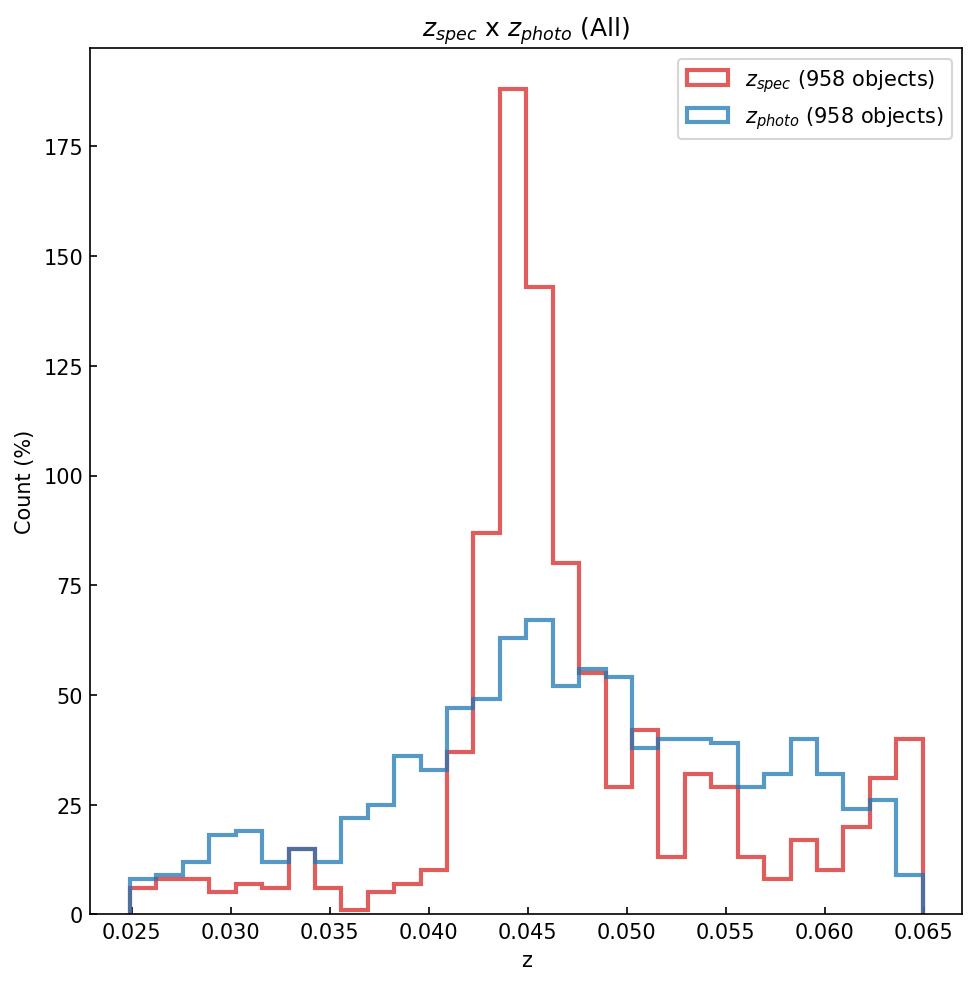 z_spec x z_photo (All)
z_spec (958 objects)
z_photo (958 objects)
Count (%)
175
150
125
100
75
50
25
0
0.025 0.030 0.035 0.040 0.045 0.050 0.055 0.060 0.065
z